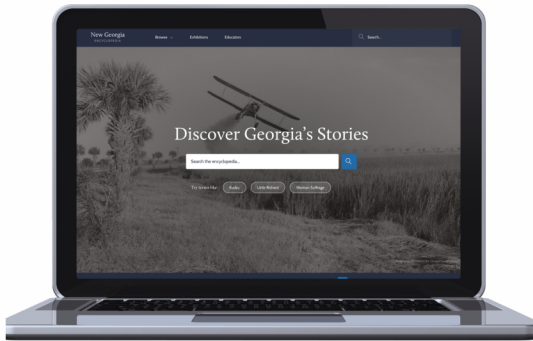 New Georgia
ENCYCLOPEDIA
Browse
Exhibitions
Educators
Search...
Discover Georgia's Stories
Search the encyclopedia...
Try terms like:
Little Richard
Woman Suffrage